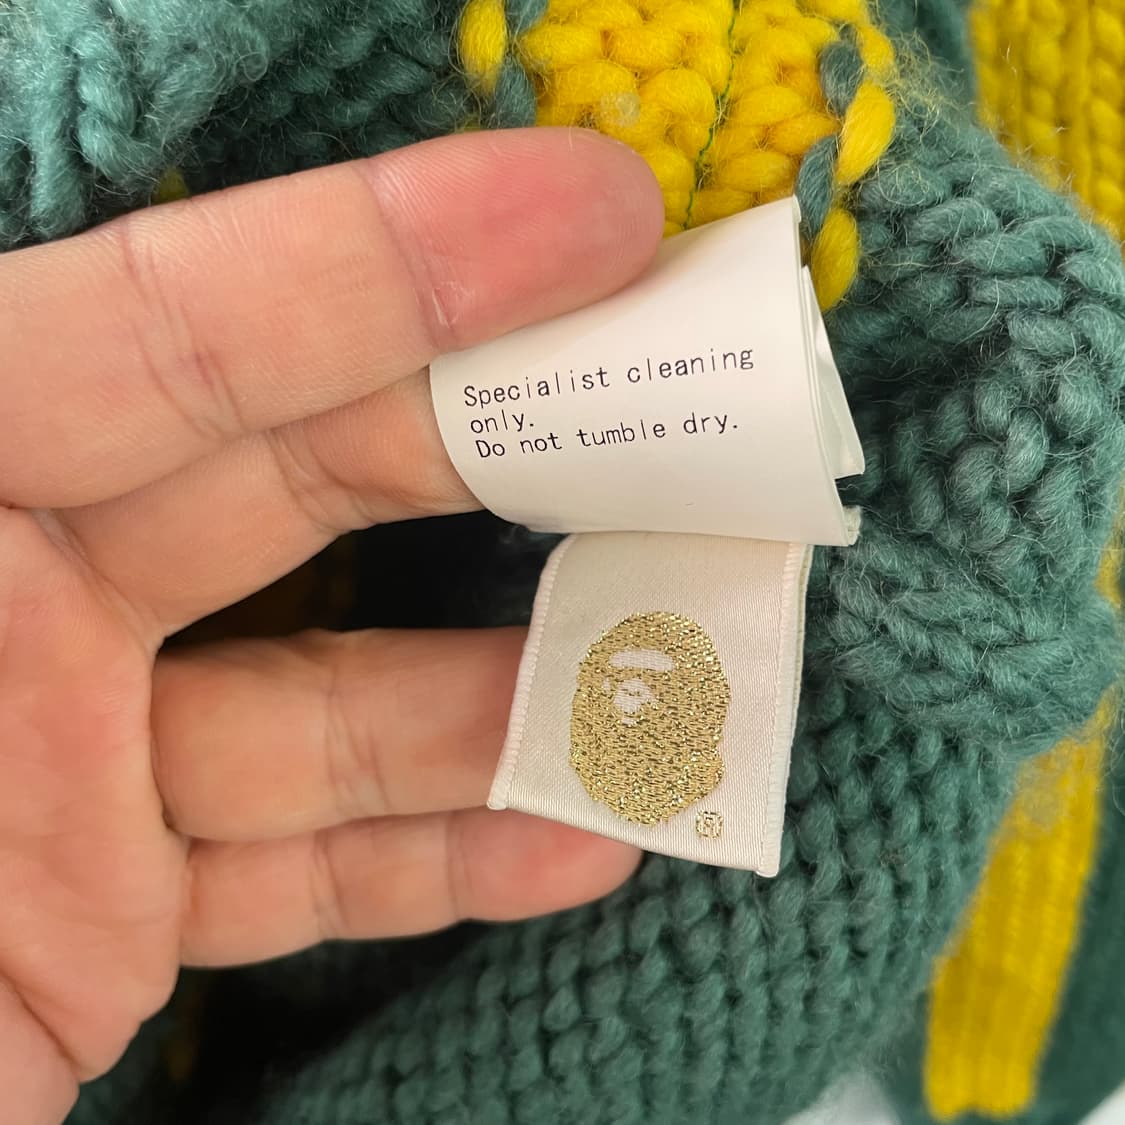 Specialist cleaning
only.
Do not tumble dry.
®